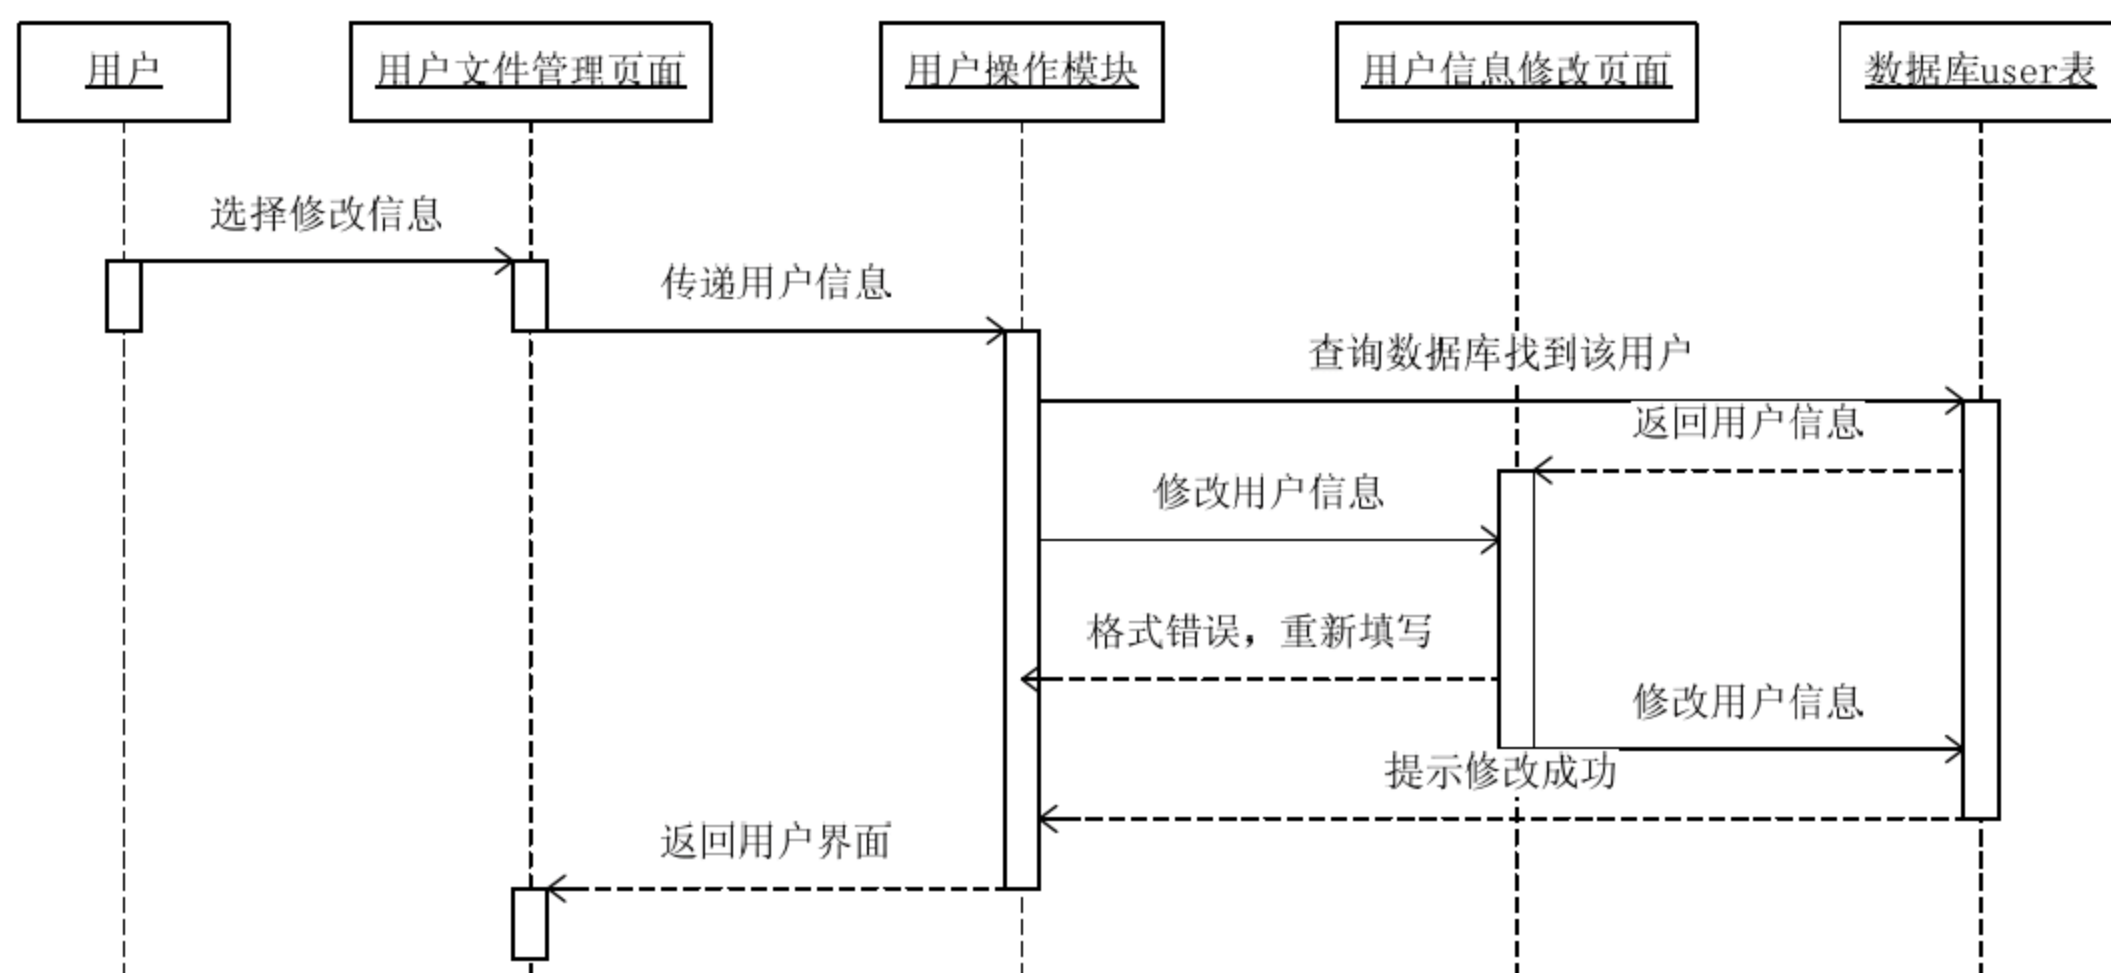 用户
用户文件管理页面
用户操作模块
用户信息修改页面
数据库user表
选择修改信息
传递用户信息
查询数据库找到该用户
返回用户信息
修改用户信息
格式错误，重新填写
修改用户信息
提示修改成功
返回用户界面